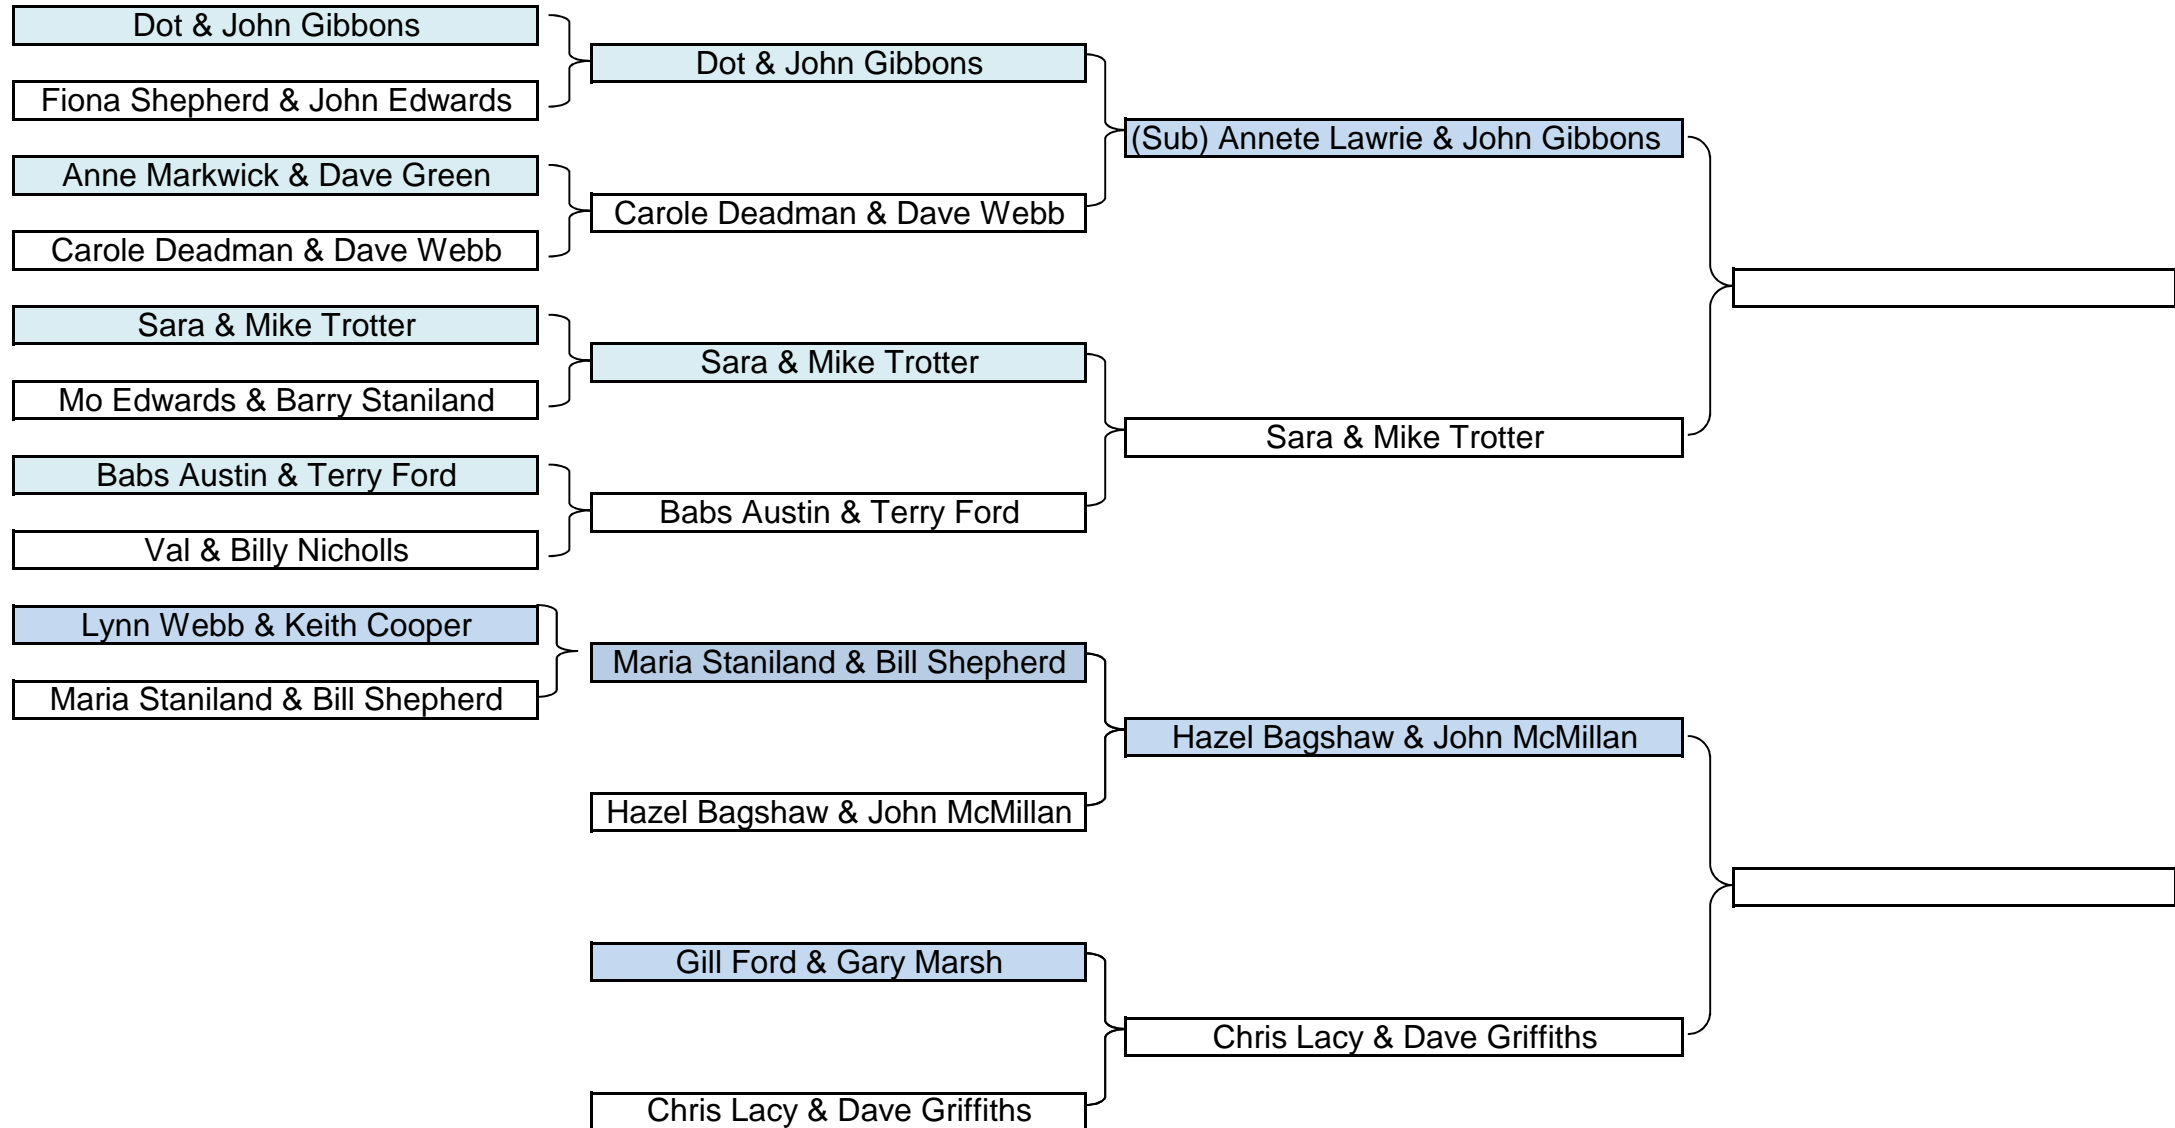 Dot & John Gibbons
Fiona Shepherd & John Edwards
Anne Markwick & Dave Green
Carole Deadman & Dave Webb
Sara & Mike Trotter
Mo Edwards & Barry Staniland
Babs Austin & Terry Ford
Val & Billy Nicholls
Lynn Webb & Keith Cooper
Maria Staniland & Bill Shepherd
Dot & John Gibbons
Carole Deadman & Dave Webb
Sara & Mike Trotter
Babs Austin & Terry Ford
Maria Staniland & Bill Shepherd
Hazel Bagshaw & John McMillan
Gill Ford & Gary Marsh
Chris Lacy & Dave Griffiths
(Sub) Annete Lawrie & John Gibbons
Sara & Mike Trotter
Hazel Bagshaw & John McMillan
Chris Lacy & Dave Griffiths